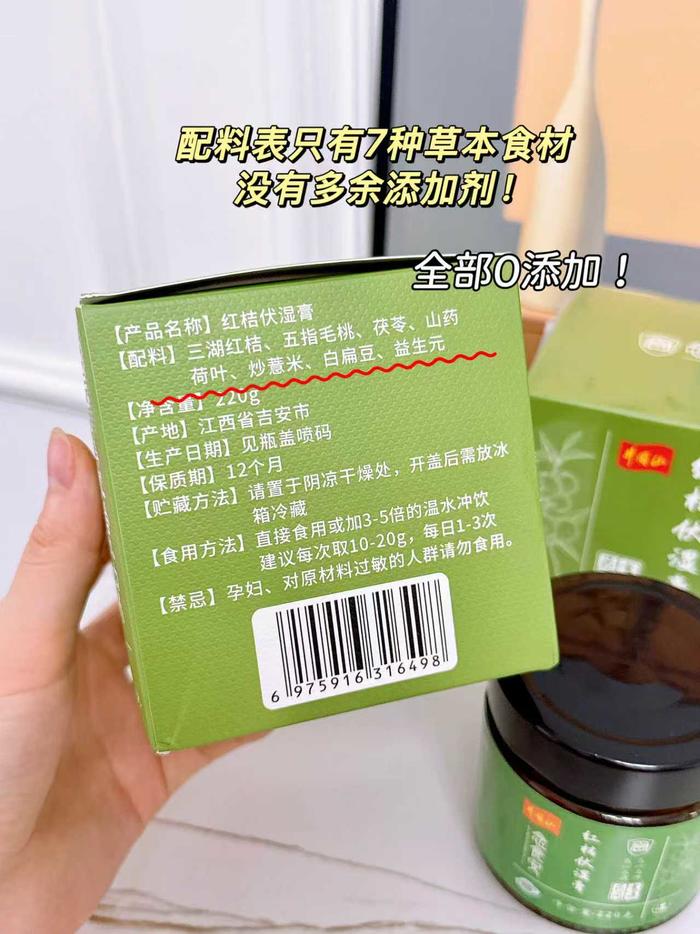 配料表只有7种草本食材
没有多余添加剂！
全部0添加！
【产品名称】红桔伏湿膏
【配料】三湖红桔、五指毛桃、茯苓、山药
荷叶、炒薏米、白扁豆、益生元
【净含量】220g
【产地】江西省吉安市
【生产日期】见瓶盖喷码
【保质期】12个月
【贮藏方法】请置于阴凉干燥处，开盖后需放冰
箱冷藏
【食用方法】直接食用或加3-5倍的温水冲饮
建议每次取10-20g，每日1-3次
【禁忌】孕妇、对原材料过敏的人群请勿食用。
6 975916 316498
红桔伏湿膏